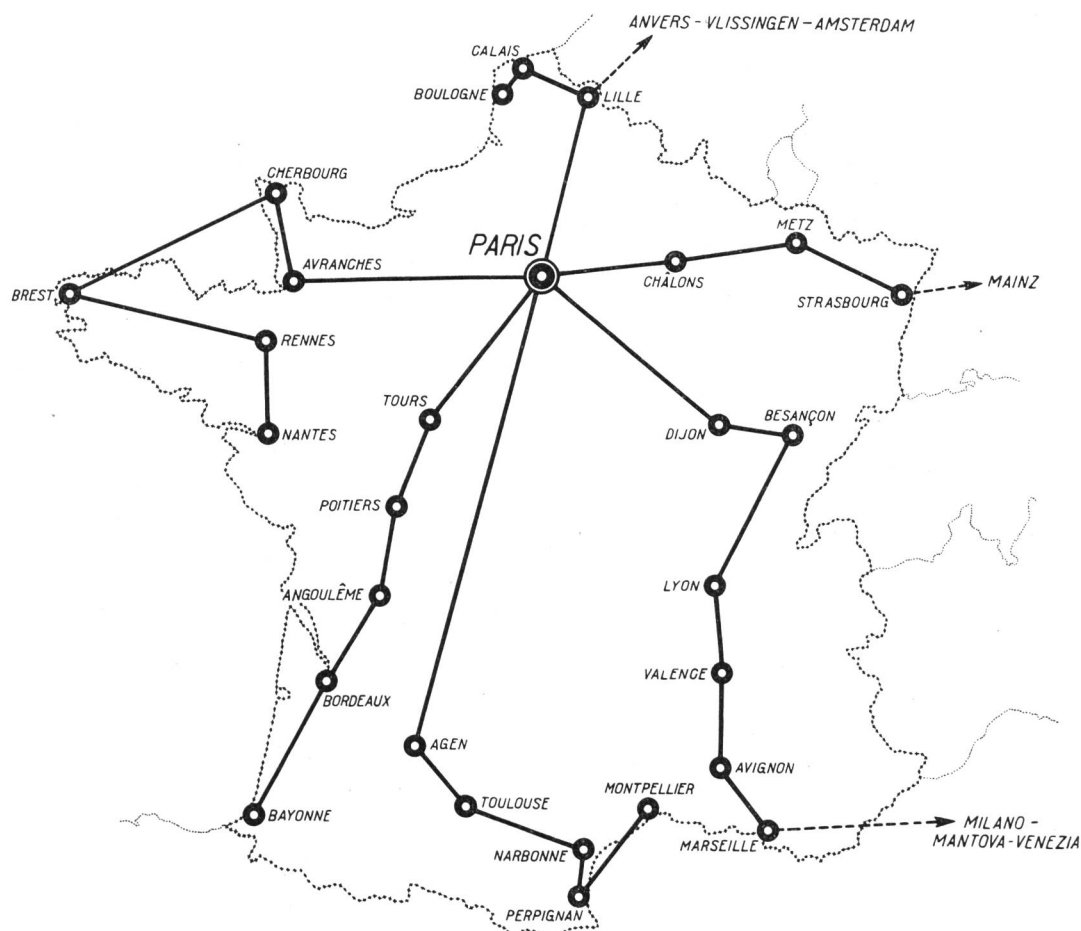 ANVERS - VLISSINGEN - AMSTERDAM
CALAIS
BOULOGNE
LILLE
CHERBOURG
METZ
PARIS
AVRANCHES
CHÂLONS
MAINZ
BREST
STRASBOURG
RENNES
TOURS
BESANÇON
DIJON
NANTES
POITIERS
LYON
ANGOULÊME
VALENCE
BORDEAUX
AGEN
AVIGNON
MONTPELLIER
TOULOUSE
BAYONNE
MILANO -
MANTOVA-VENEZIA
MARSEILLE
NARBONNE
PERPIGNAN